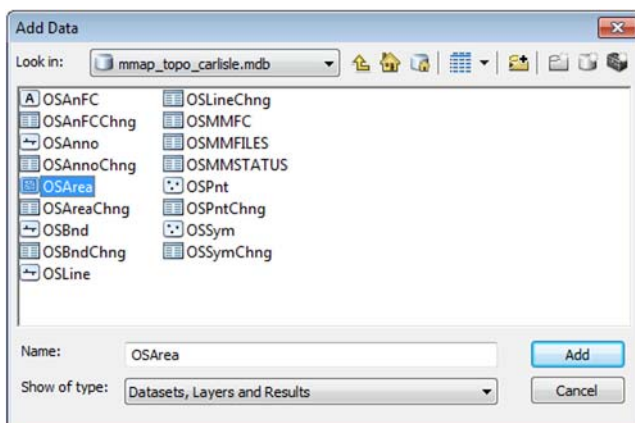 Add Data
Look in: mmap_topo_carlisle.mdb
A OSAnFC
OSAnFCChng
OSAnno
OSAnnoChng
OSArea
OSAreaChng
OSBnd
OSBndChng
OSLine
OSLineChng
OSMMFC
OSMMFILES
OSMMSTATUS
OSPnt
OSPntChng
OSSym
OSSymChng
Name: OSArea
Add
Show of type: Datasets, Layers and Results
Cancel